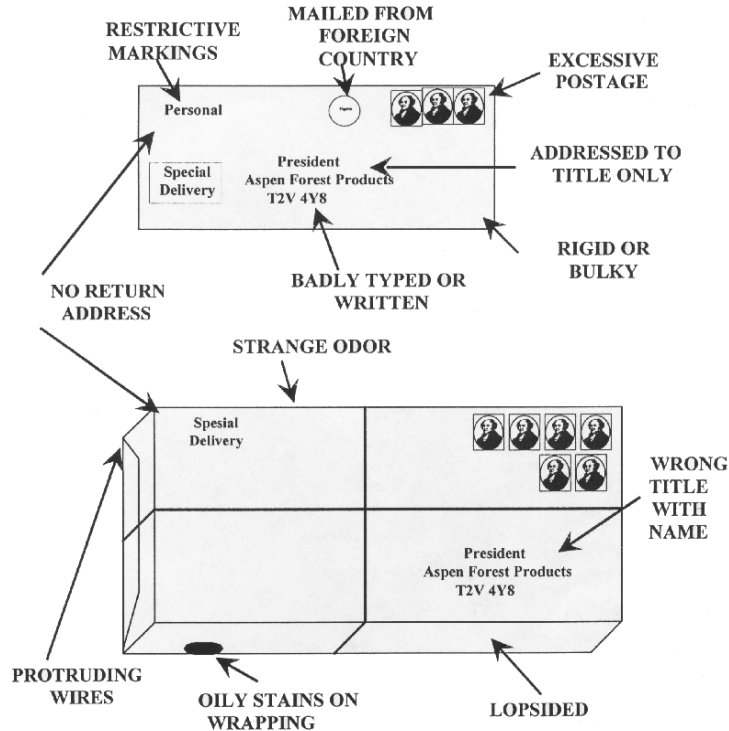 RESTRICTIVE
MARKINGS
MAILED FROM
FOREIGN
COUNTRY
EXCESSIVE
POSTAGE
Personal
Nigeria
Special
Delivery
President
Aspen Forest Products
T2V 4Y8
ADDRESSED TO
TITLE ONLY
RIGID OR
BULKY
BADLY TYPED OR
WRITTEN
NO RETURN
ADDRESS
STRANGE ODOR
Spesial
Delivery
WRONG
TITLE
WITH
NAME
President
Aspen Forest Products
T2V 4Y8
PROTRUDING
WIRES
OILY STAINS ON
WRAPPING
LOPSIDED